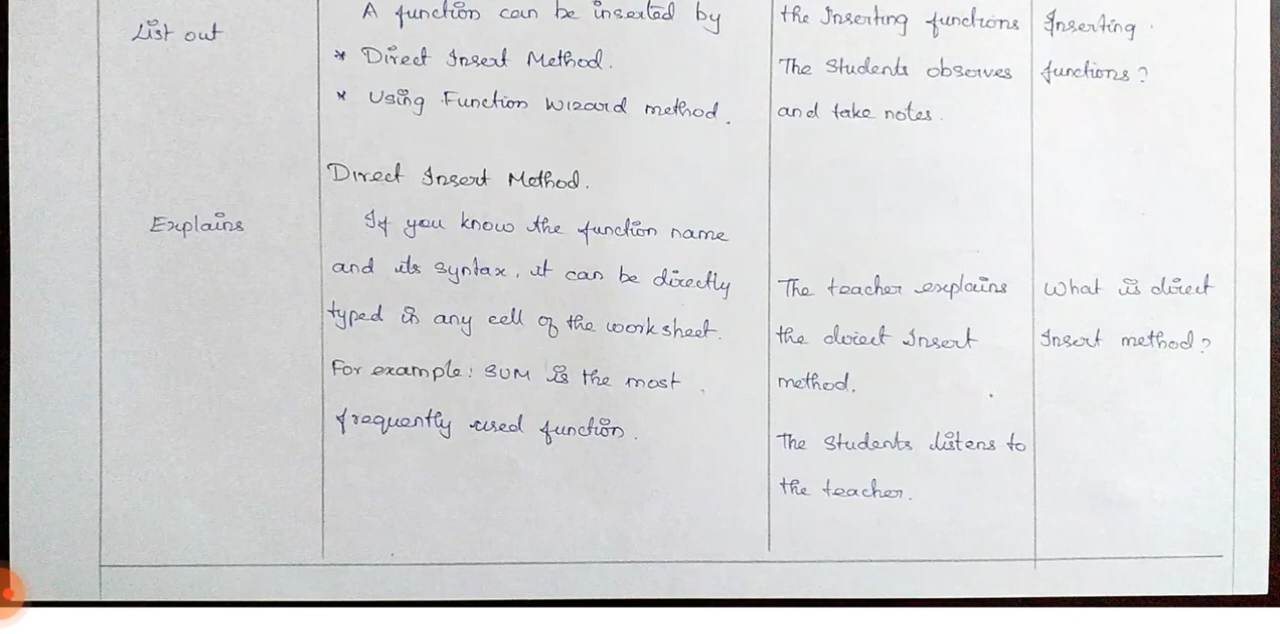 List out
A function can be inserted by
* Direct Insert Method.
* Using Function Wizard method.
Direct Insert Method.
Explains
If you know the function name
and its syntax, it can be directly
typed in any cell of the worksheet.
For example: SUM is the most
frequently used function.
the Inserting functions
The Students observes
and take notes.
The teacher explains
the direct Insert
method.
The Students listens to
the teacher.
Inserting
functions?
What is direct
Insert method?